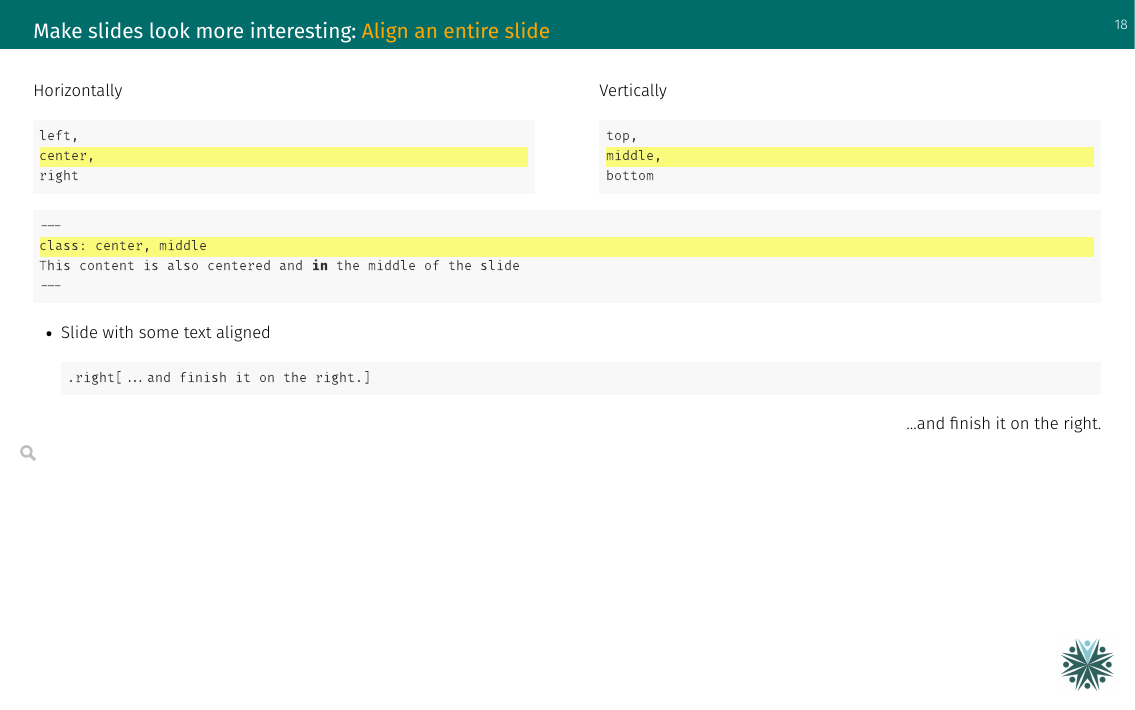 Make slides look more interesting: Align an entire slide
18
Horizontally
left,
center,
right
Vertically
top,
middle,
bottom
---
class: center, middle
This content is also centered and in the middle of the slide
---
• Slide with some text aligned
.right[...and finish it on the right.]
...and finish it on the right.